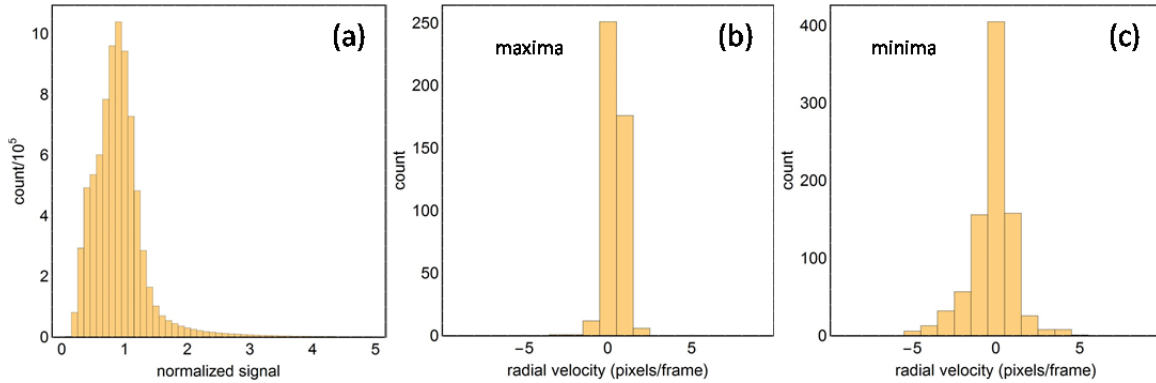 (a)
count/10⁵
10
8
6
4
2
0
0 1 2 3 4 5
normalized signal
(b)
maxima
count
250
200
150
100
50
0
−5 0 5
radial velocity (pixels/frame)
(c)
minima
count
400
300
200
100
0
−5 0 5
radial velocity (pixels/frame)